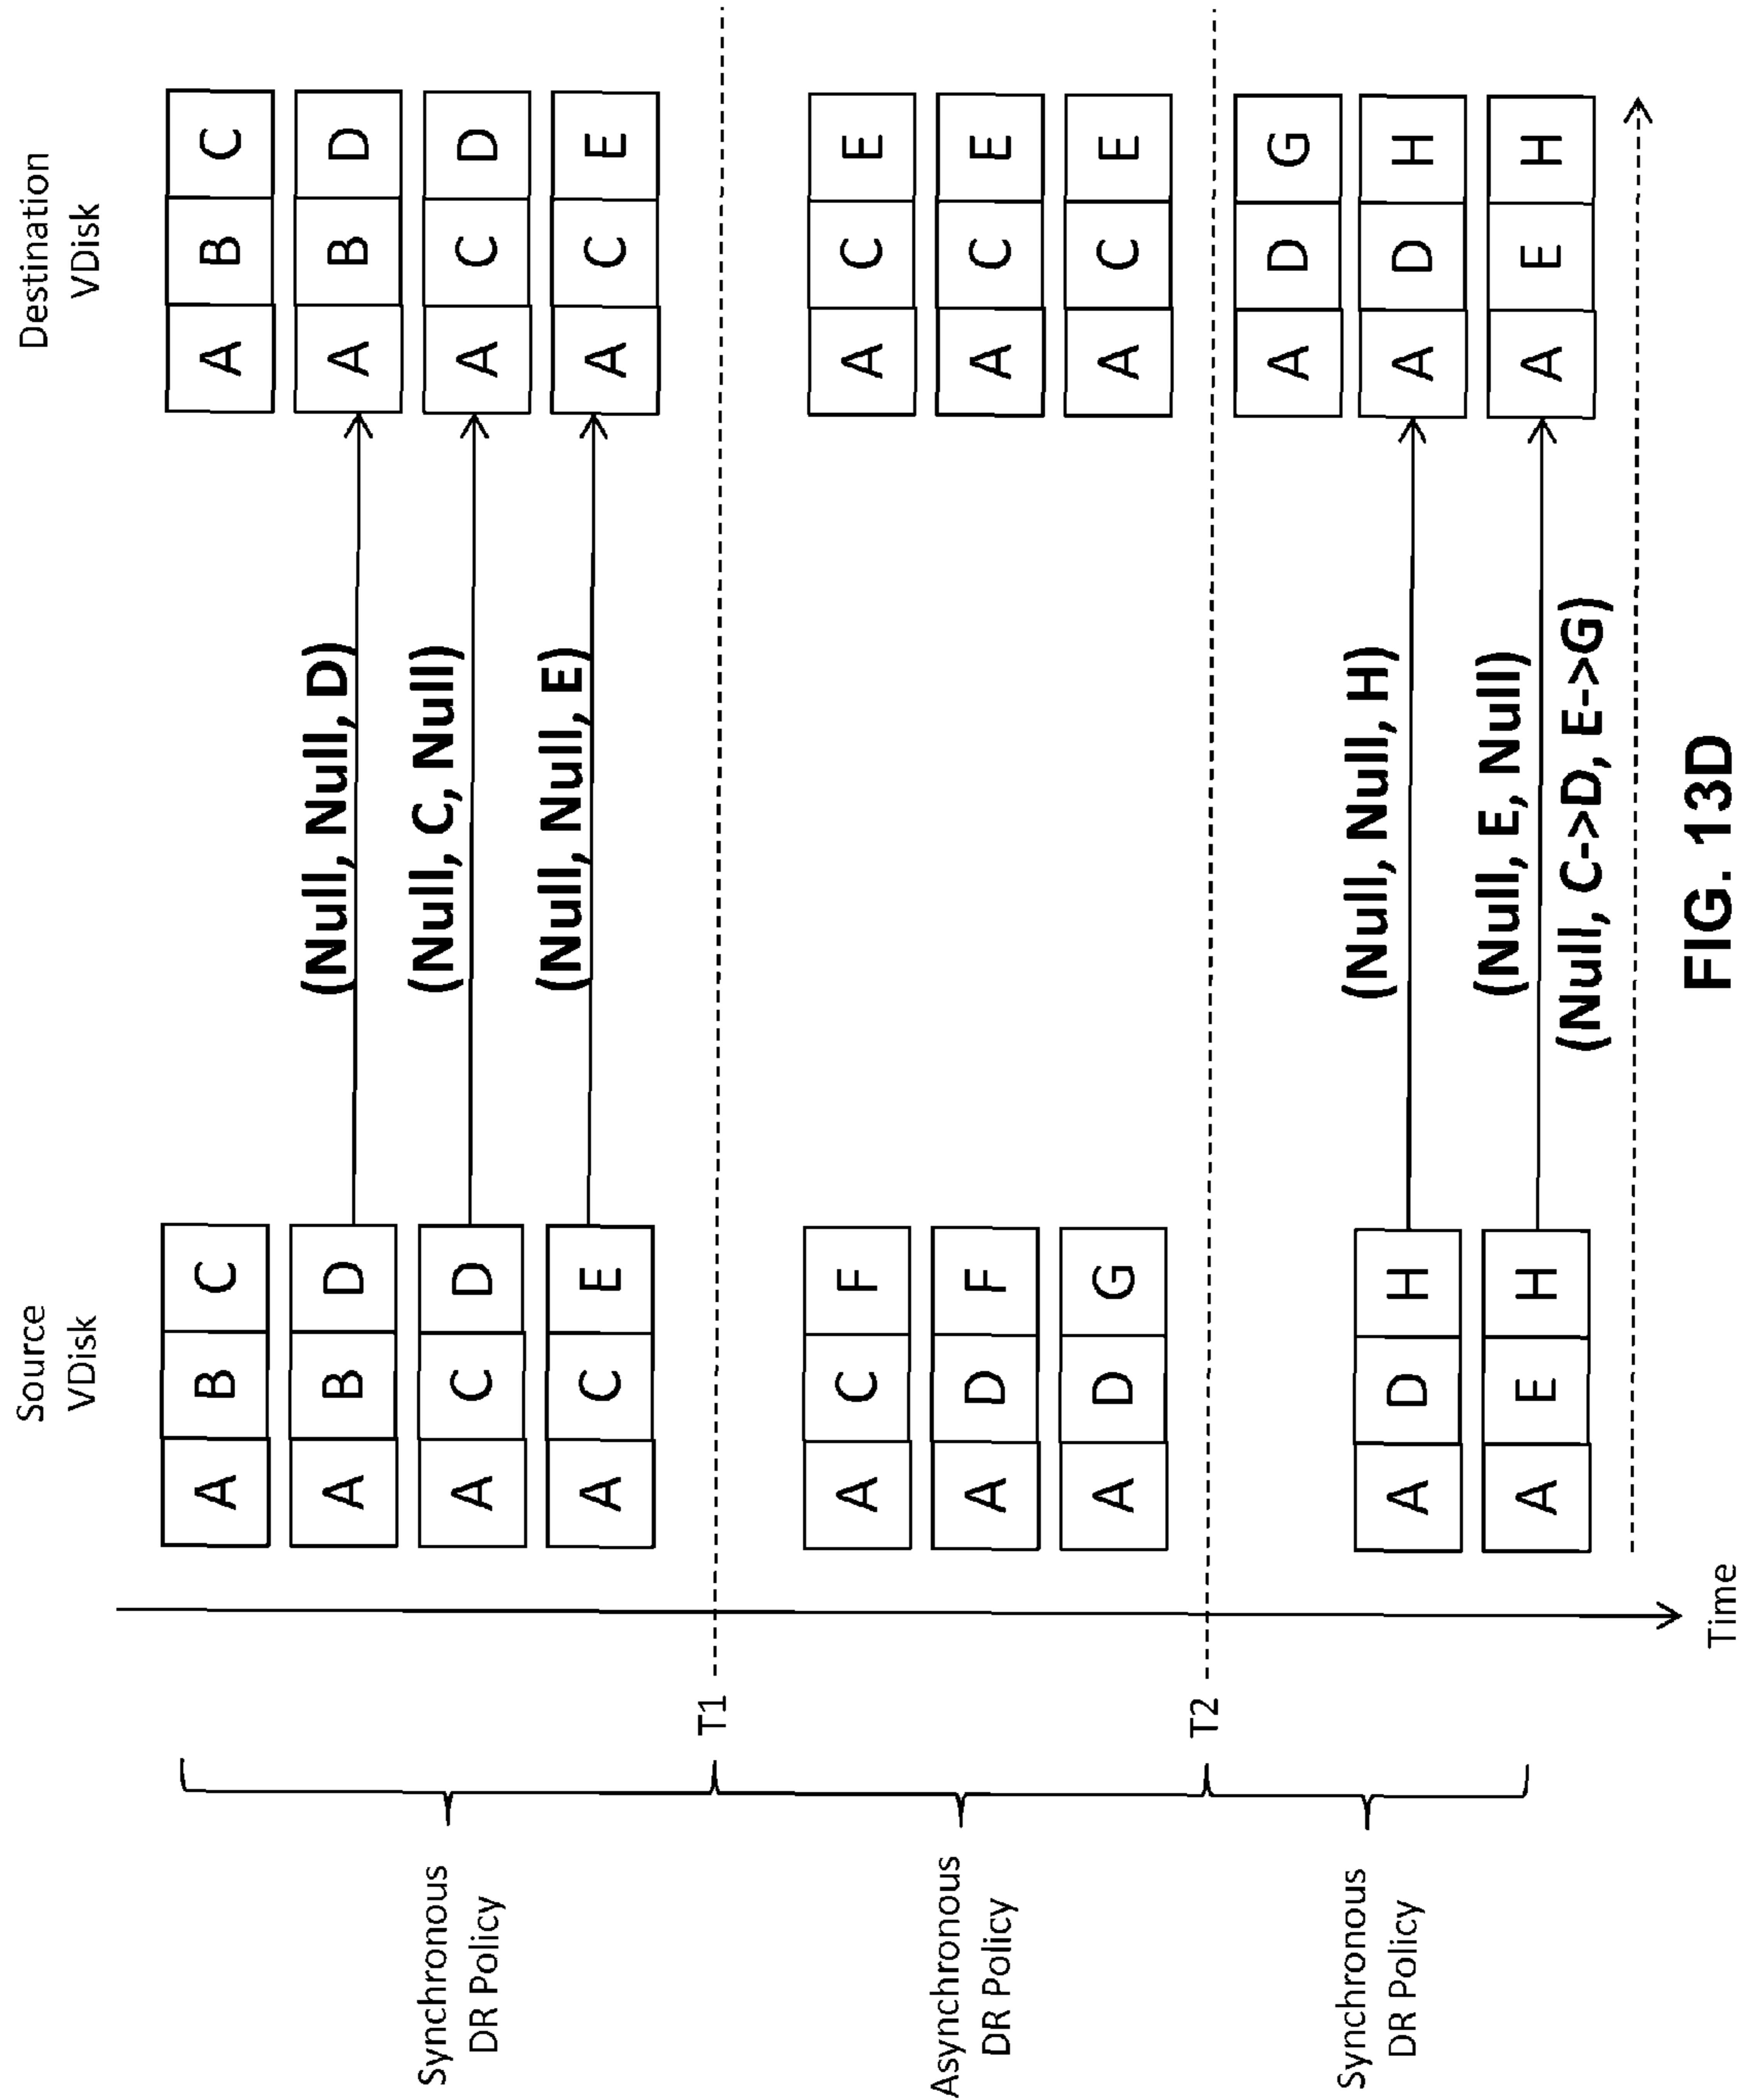 Source Destination
VDisk VDisk
A B C A B C
A B D (Null, Null, D) A B D
Synchronous
DR Policy
A C D (Null, C, Null) A C D
A C E (Null, Null, E) A C E
T1
A C F A C E
Asynchronous
DR Policy
A D F A C E
A D G A C E
T2
A D G
Synchronous
DR Policy
A D H (Null, Null, H) A D H
A E H (Null, E, Null) A E H
(Null, C->D, E->G)
Time
FIG. 13D